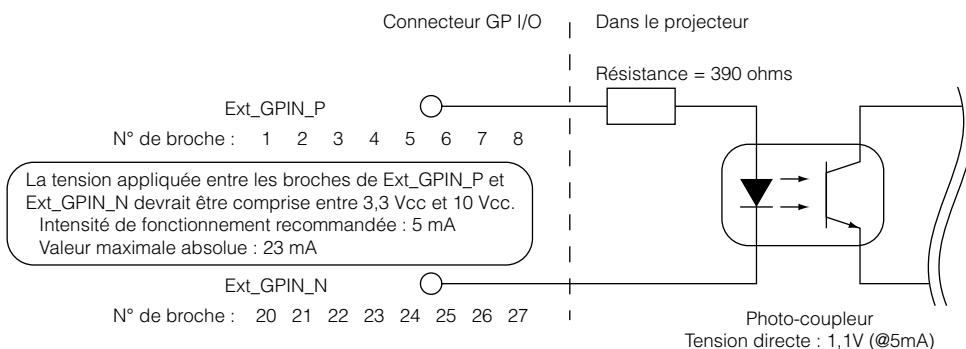 Connecteur GP I/O
Dans le projecteur
Résistance = 390 ohms
Ext_GPIN_P
N° de broche : 1 2 3 4 5 6 7 8
La tension appliquée entre les broches de Ext_GPIN_P et
Ext_GPIN_N devrait être comprise entre 3,3 Vcc et 10 Vcc.
Intensité de fonctionnement recommandée : 5 mA
Valeur maximale absolue : 23 mA
Ext_GPIN_N
N° de broche : 20 21 22 23 24 25 26 27
Photo-coupleur
Tension directe : 1,1V (@5mA)